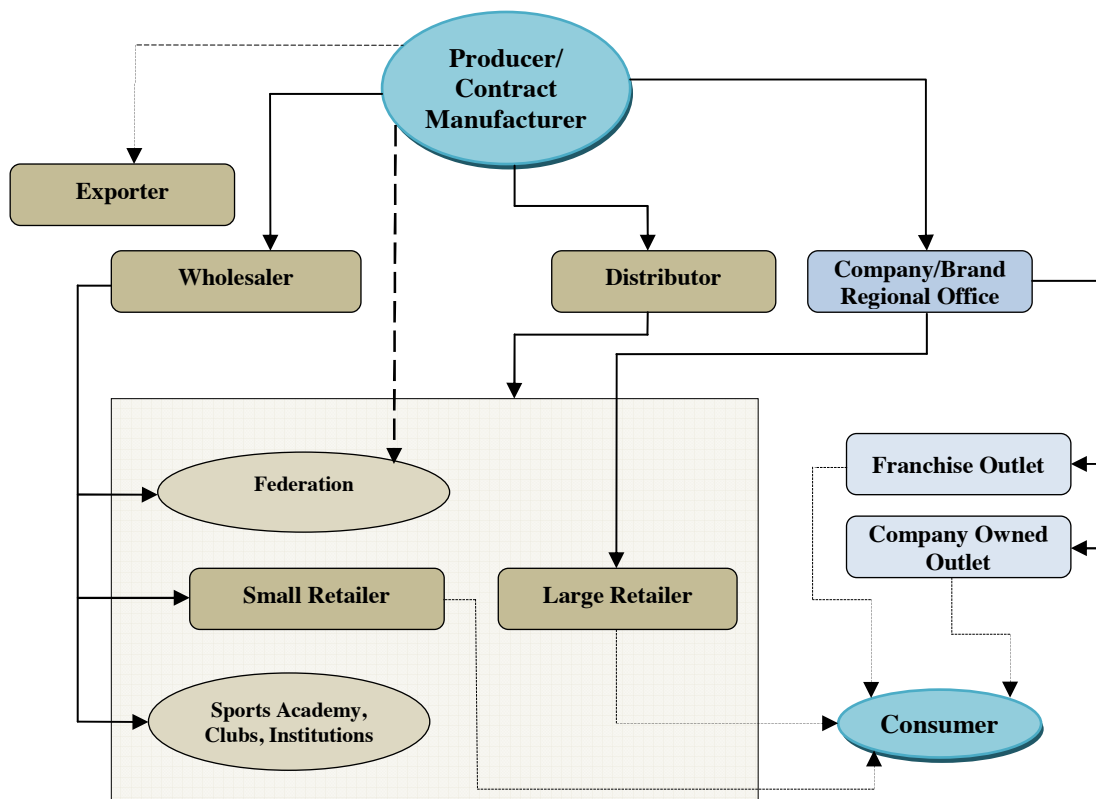 Producer/
Contract
Manufacturer
Exporter
Wholesaler
Distributor
Company/Brand
Regional Office
Federation
Franchise Outlet
Company Owned
Outlet
Small Retailer
Large Retailer
Sports Academy,
Clubs, Institutions
Consumer